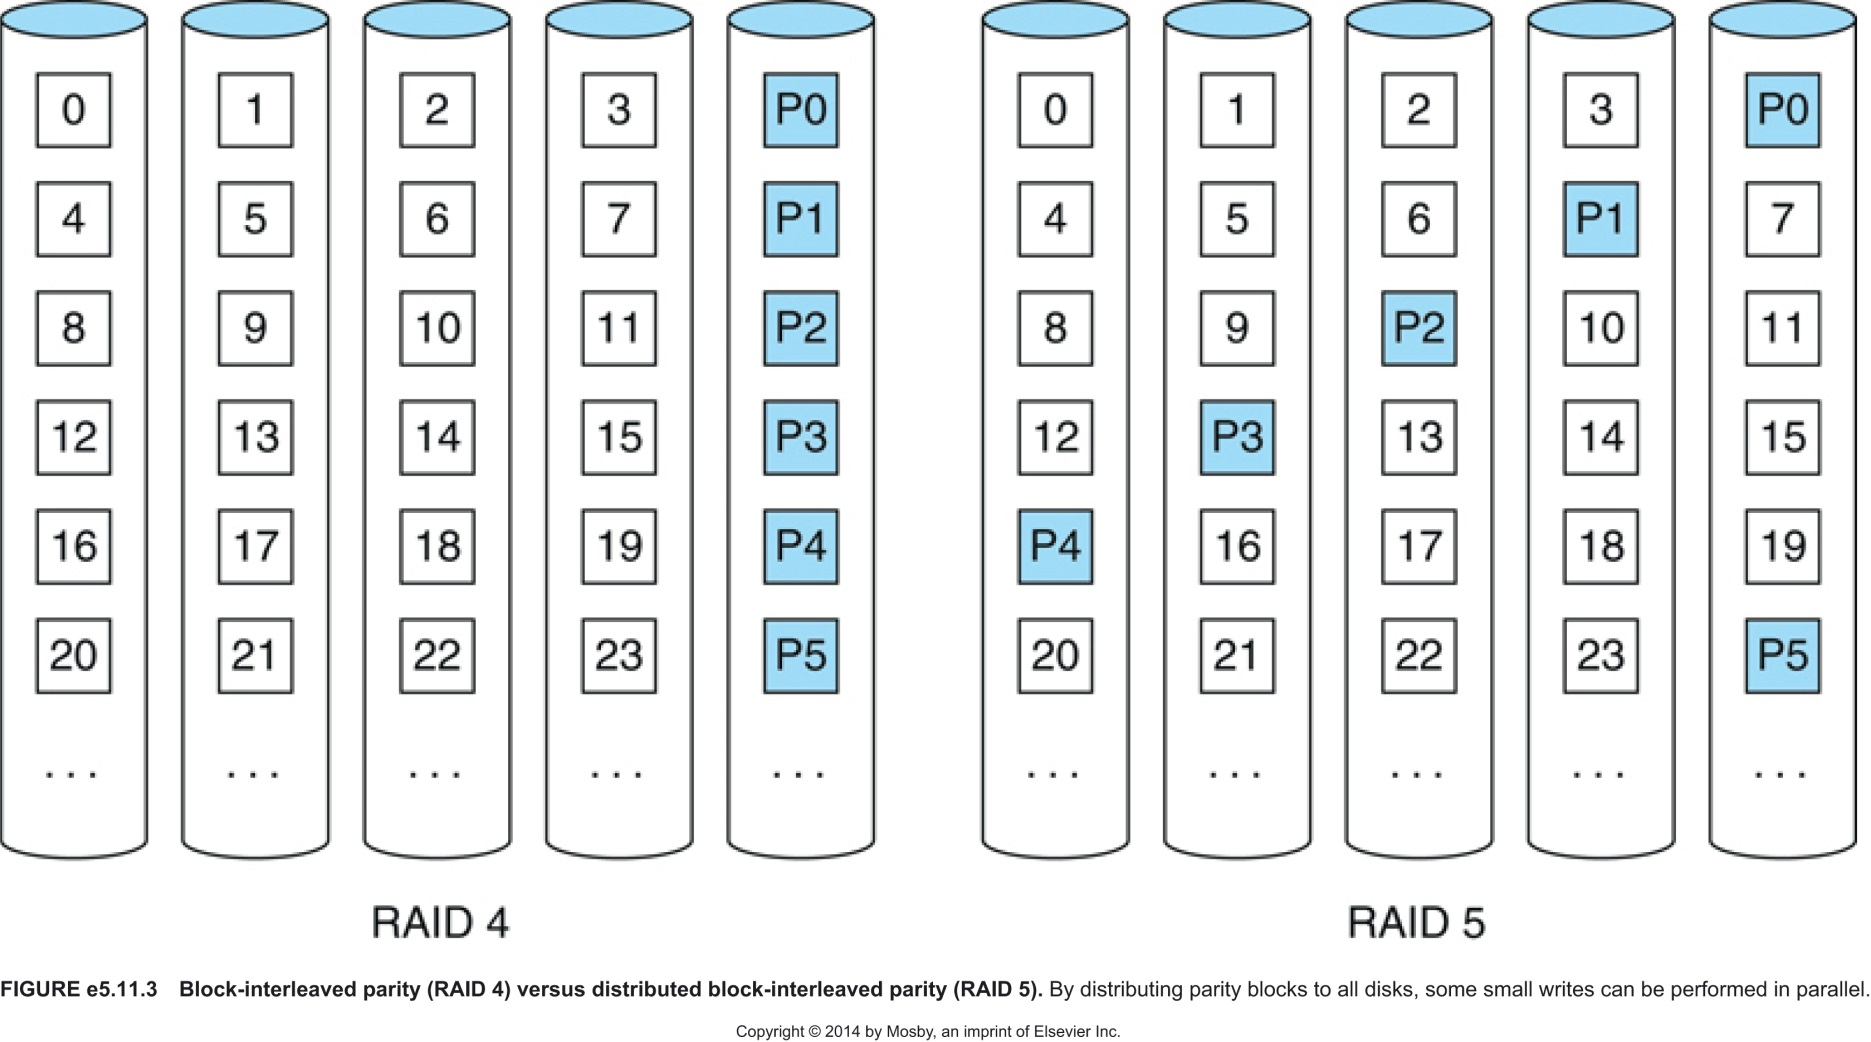 0 1 2 3 P0 0 1 2 3 P0
4 5 6 7 P1 4 5 6 P1 7
8 9 10 11 P2 8 9 P2 10 11
12 13 14 15 P3 12 P3 13 14 15
16 17 18 19 P4 P4 16 17 18 19
20 21 22 23 P5 20 21 22 23 P5
. . . . . . . . . . . . . . . . . . . . . . . . . . . . . .
RAID 4 RAID 5
FIGURE e5.11.3 Block-interleaved parity (RAID 4) versus distributed block-interleaved parity (RAID 5). By distributing parity blocks to all disks, some small writes can be performed in parallel.
Copyright © 2014 by Mosby, an imprint of Elsevier Inc.